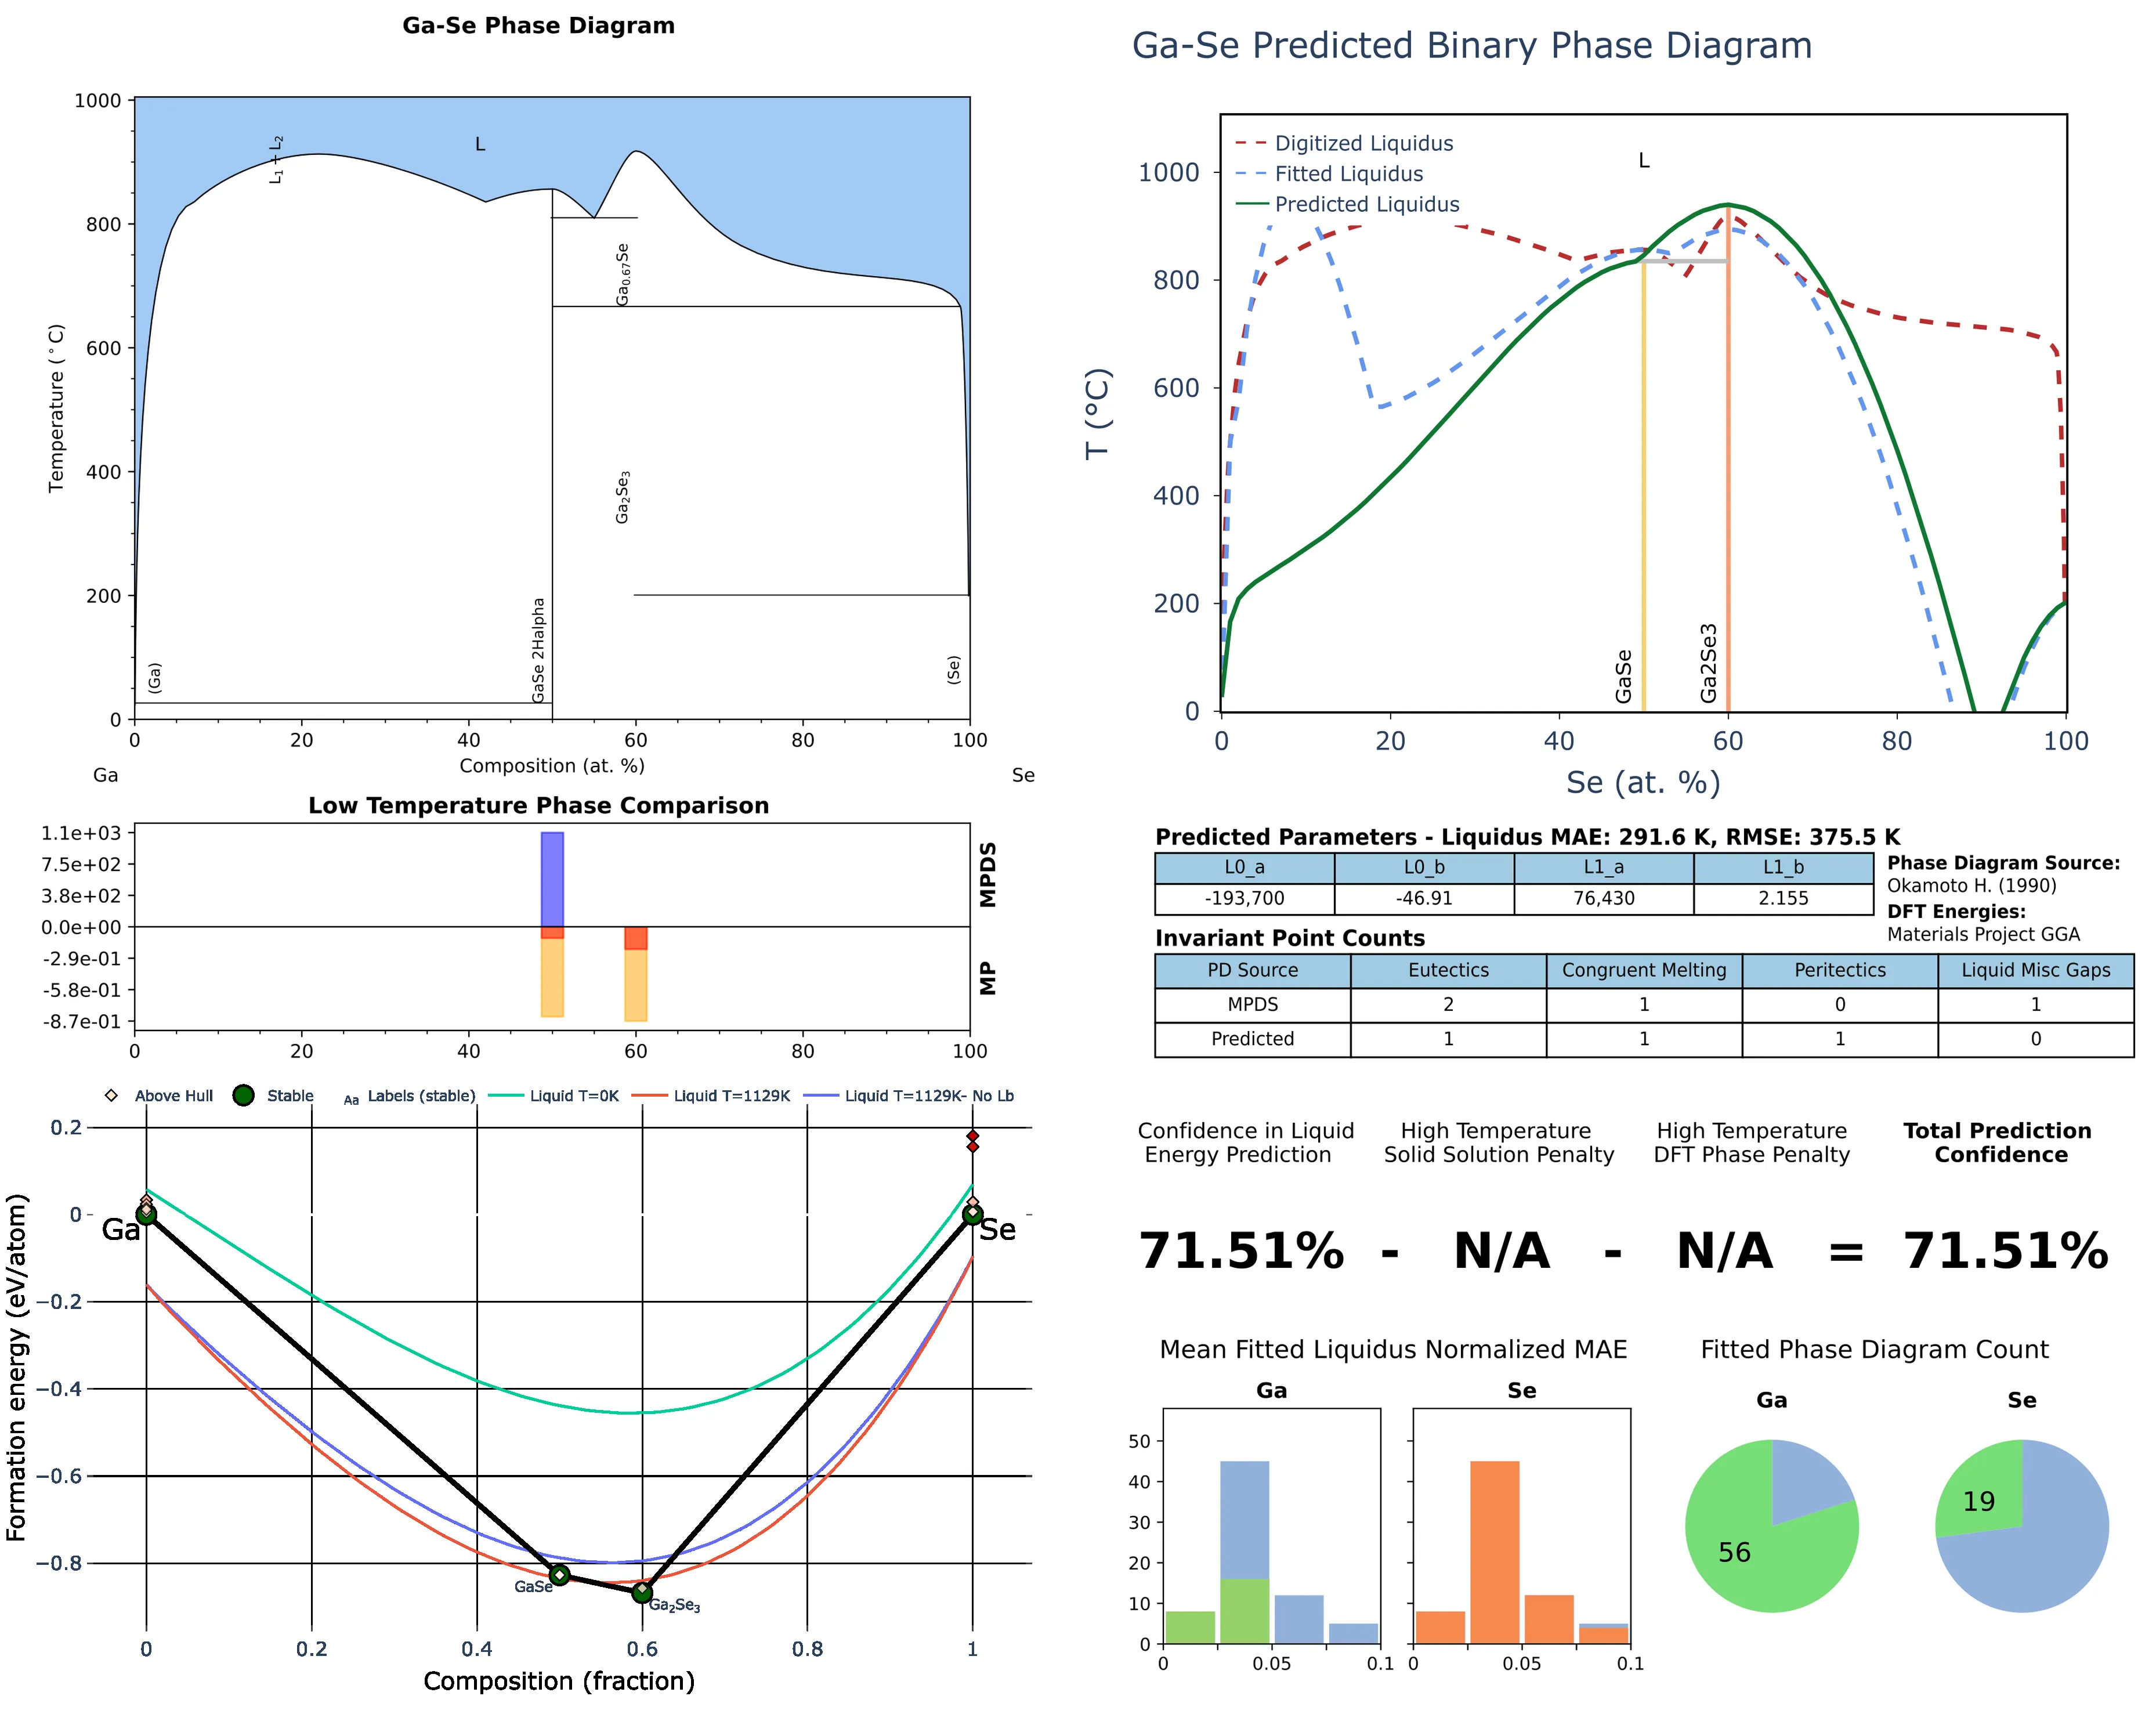 Ga-Se Phase Diagram
1000
800
600
400
200
0
Temperature (°C)
L₁ + L₂
L
Ga₀.₆₇Se
Ga₂Se₃
GaSe 2Halpha
(Ga)
(Se)
0 20 40 60 80 100
Composition (at. %)
Ga Se
Ga-Se Predicted Binary Phase Diagram
Digitized Liquidus
Fitted Liquidus
Predicted Liquidus
L
1000
800
600
400
200
0
T (°C)
GaSe
Ga2Se3
0 20 40 60 80 100
Se (at. %)
Low Temperature Phase Comparison
1.1e+03
7.5e+02
3.8e+02
0.0e+00
-2.9e-01
-5.8e-01
-8.7e-01
MPDS
MP
0 20 40 60 80 100
Predicted Parameters - Liquidus MAE: 291.6 K, RMSE: 375.5 K
L0_a L0_b L1_a L1_b
-193,700 -46.91 76,430 2.155
Phase Diagram Source:
Okamoto H. (1990)
DFT Energies:
Materials Project GGA
Invariant Point Counts
PD Source Eutectics Congruent Melting Peritectics Liquid Misc Gaps
MPDS 2 1 0 1
Predicted 1 1 1 0
Above Hull Stable Aa Labels (stable) Liquid T=0K Liquid T=1129K Liquid T=1129K- No Lb
0.2
0
−0.2
−0.4
−0.6
−0.8
Formation energy (eV/atom)
Ga
Se
GaSe
Ga₂Se₃
0 0.2 0.4 0.6 0.8 1
Composition (fraction)
Confidence in Liquid
Energy Prediction
High Temperature
Solid Solution Penalty
High Temperature
DFT Phase Penalty
Total Prediction
Confidence
71.51% - N/A - N/A = 71.51%
Mean Fitted Liquidus Normalized MAE
Ga
Se
50
40
30
20
10
0
0 0.05 0.1
0 0.05 0.1
Fitted Phase Diagram Count
Ga
Se
56
19